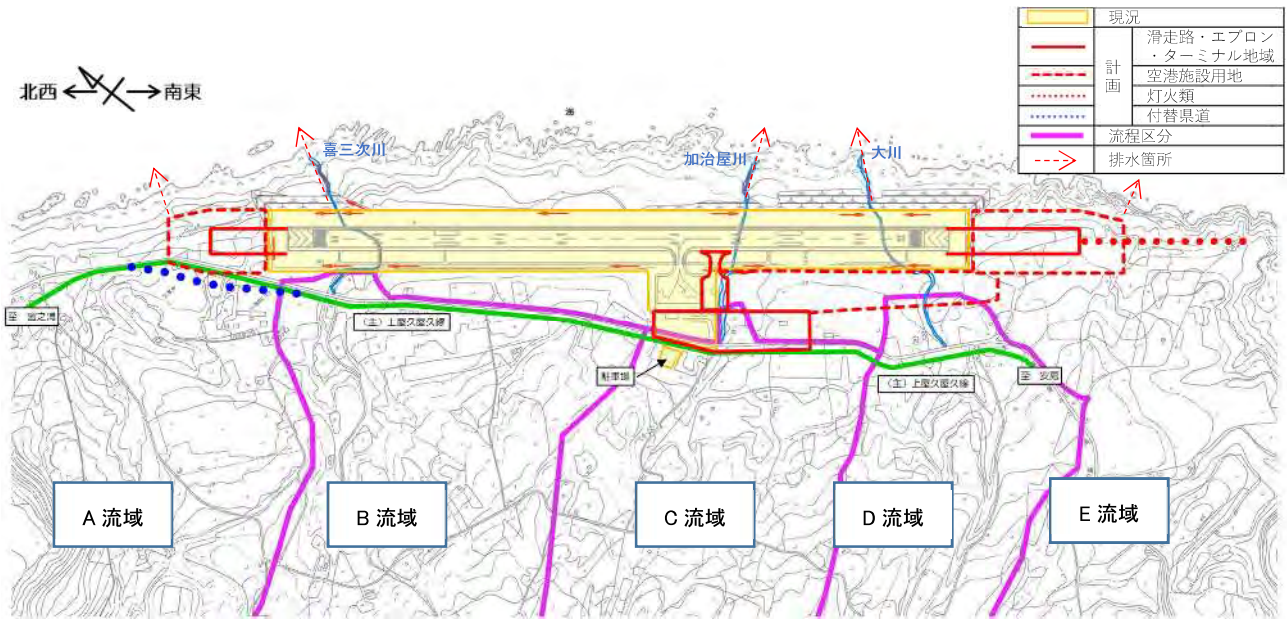 現況
計画
滑走路・エプロン
・ターミナル地域
空港施設用地
灯火類
付替県道
流程区分
排水箇所
北西
南東
喜三次川
加治屋川
大川
至 宮之浦
(主)上屋久屋久線
駐車場
(主)上屋久屋久線
至 安房
A 流域
B 流域
C 流域
D 流域
E 流域